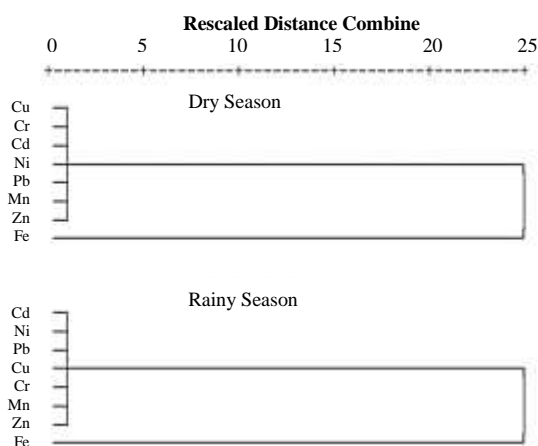 Rescaled Distance Combine
0 5 10 15 20 25
Dry Season
Cu
Cr
Cd
Ni
Pb
Mn
Zn
Fe
Rainy Season
Cd
Ni
Pb
Cu
Cr
Mn
Zn
Fe